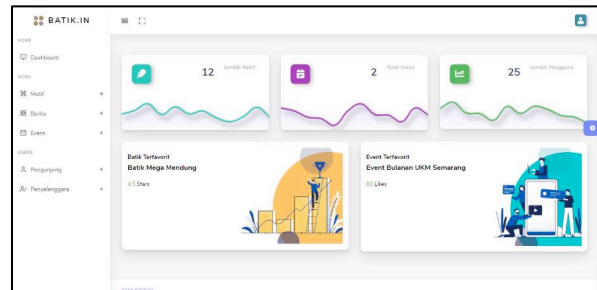 BATIK.IN
HOME
Dashboard
MENU
Motif +
Berita +
Event +
USERS
Pengunjung +
Penyelenggara +
12 Jumlah Motif
2 Total Event
25 Jumlah Pengguna
Batik Terfavorit
Batik Mega Mendung
4.5 Stars
Event Terfavorit
Event Bulanan UKM Semarang
Likes